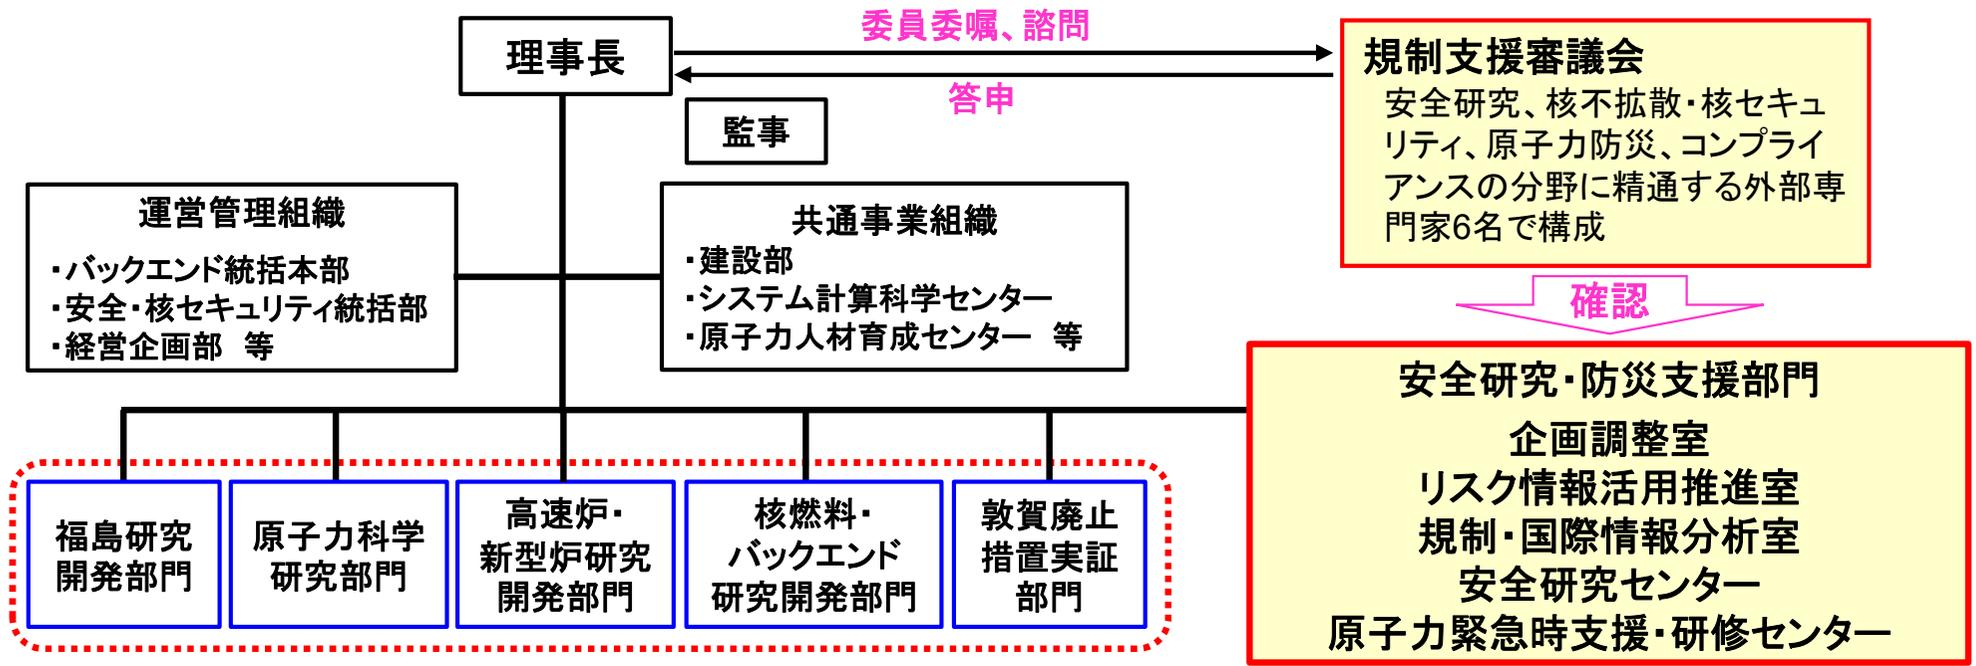 理事長
委員委嘱、諮問
答申
監事
規制支援審議会
安全研究、核不拡散・核セキュ
リティ、原子力防災、コンプライ
アンスの分野に精通する外部専
門家6名で構成
確認
運営管理組織
・バックエンド統括本部
・安全・核セキュリティ統括部
・経営企画部　等
共通事業組織
・建設部
・システム計算科学センター
・原子力人材育成センター　等
安全研究・防災支援部門
企画調整室
リスク情報活用推進室
規制・国際情報分析室
安全研究センター
原子力緊急時支援・研修センター
福島研究
開発部門
原子力科学
研究部門
高速炉・
新型炉研究
開発部門
核燃料・
バックエンド
研究開発部門
敦賀廃止
措置実証
部門